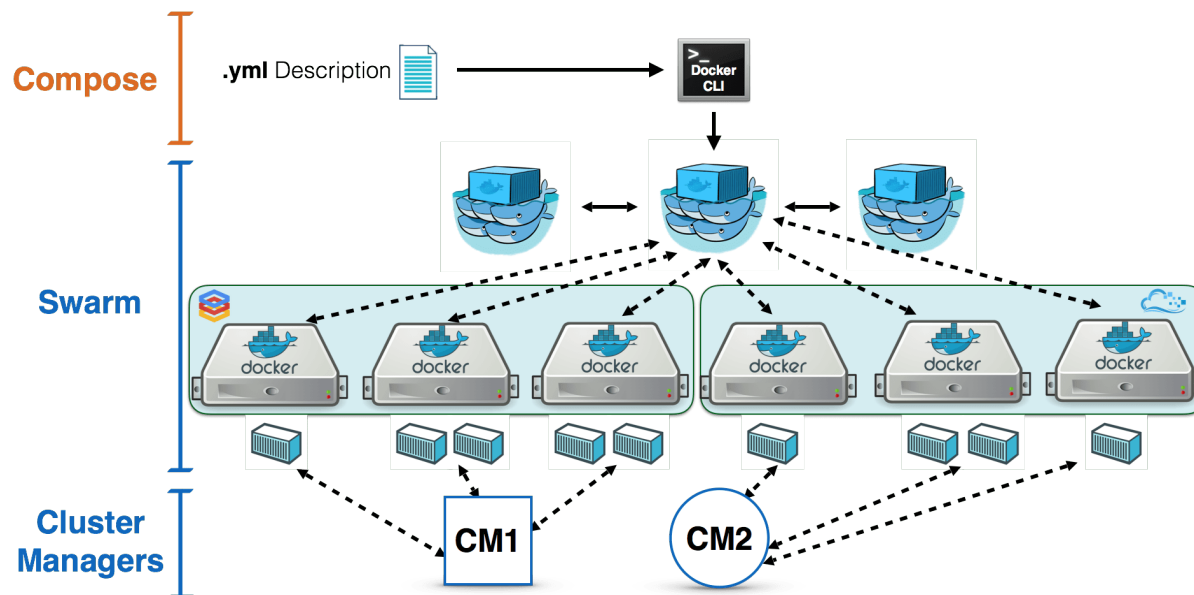 Compose
.yml Description
>_
Docker
CLI
Swarm
docker
docker
docker
docker
docker
docker
Cluster
Managers
CM1
CM2